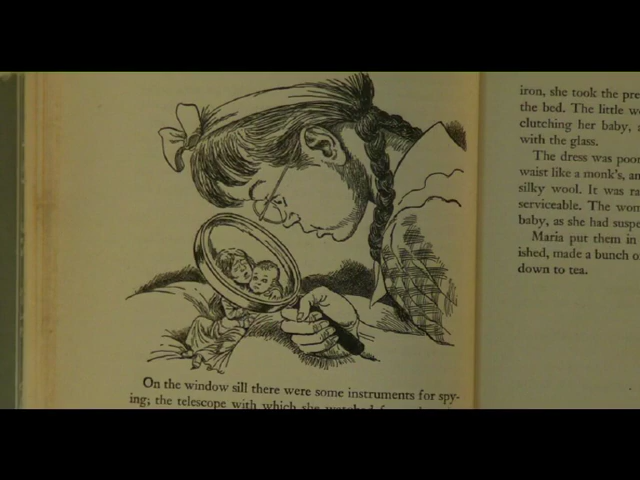 On the window sill there were some instruments for spy-
ing; the telescope with which she watched
iron, she took the pre
the bed. The little w
clutching her baby, a
with the glass.
The dress was poor
waist like a monk's, an
silky wool. It was ra
serviceable. The wom
baby, as she had suspe
Maria put them in
ished, made a bunch o
down to tea.